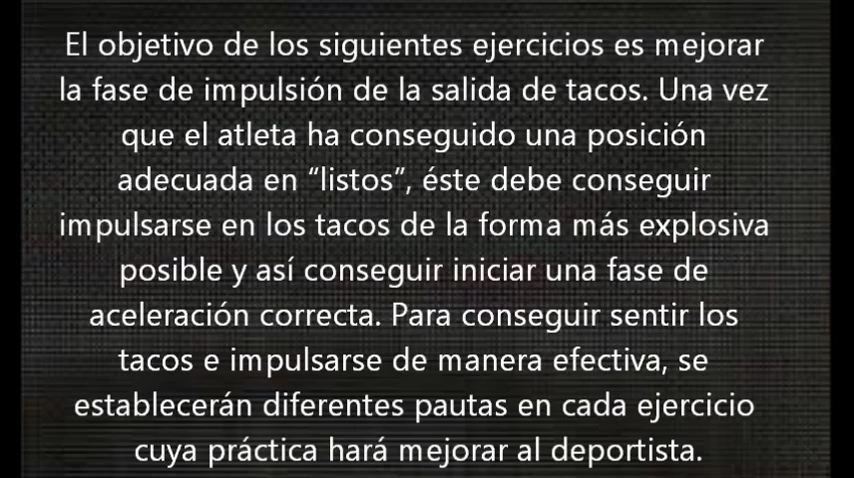 El objetivo de los siguientes ejercicios es mejorar
la fase de impulsión de la salida de tacos. Una vez
que el atleta ha conseguido una posición
adecuada en “listos”, éste debe conseguir
impulsarse en los tacos de la forma más explosiva
posible y así conseguir iniciar una fase de
aceleración correcta. Para conseguir sentir los
tacos e impulsarse de manera efectiva, se
establecerán diferentes pautas en cada ejercicio
cuya práctica hará mejorar al deportista.